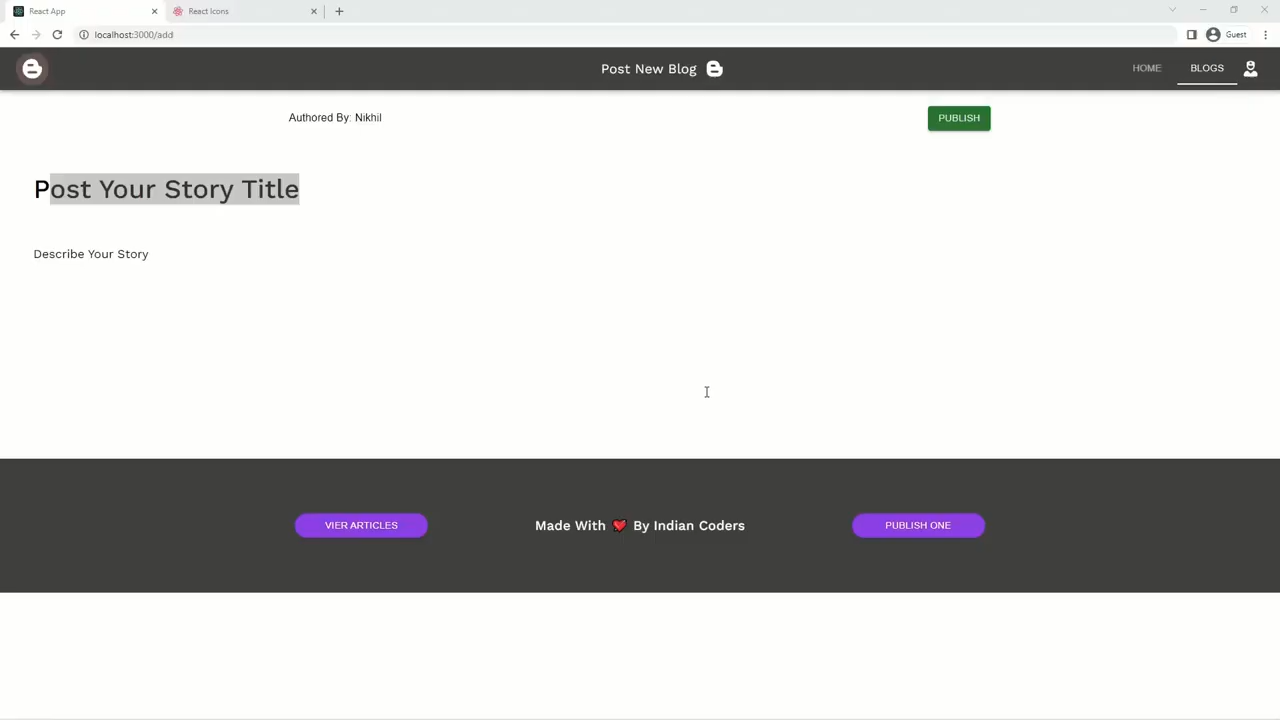 React App
React Icons
localhost:3000/add
Guest
Post New Blog
HOME
BLOGS
Authored By: Nikhil
PUBLISH
Post Your Story Title
Describe Your Story
VIER ARTICLES
Made With ❤ By Indian Coders
PUBLISH ONE